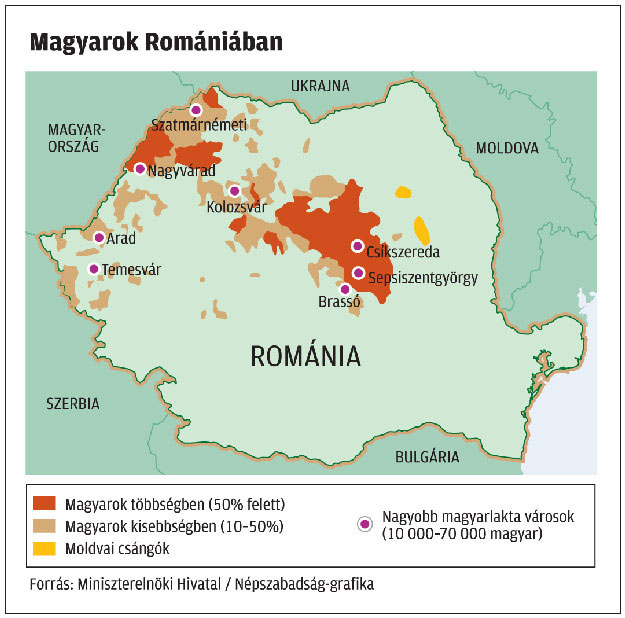 Magyarok Romániában
UKRAJNA
MAGYAR-
ORSZÁG
MOLDOVA
Szatmárnémeti
Nagyvárad
Kolozsvár
Arad
Temesvár
Csíkszereda
Sepsiszentgyörgy
Brassó
ROMÁNIA
SZERBIA
BULGÁRIA
Magyarok többségben (50% felett)
Magyarok kisebbségben (10-50%)
Moldvai csángók
Nagyobb magyarlakta városok
(10 000-70 000 magyar)
Forrás: Miniszterelnöki Hivatal / Népszabadság-grafika